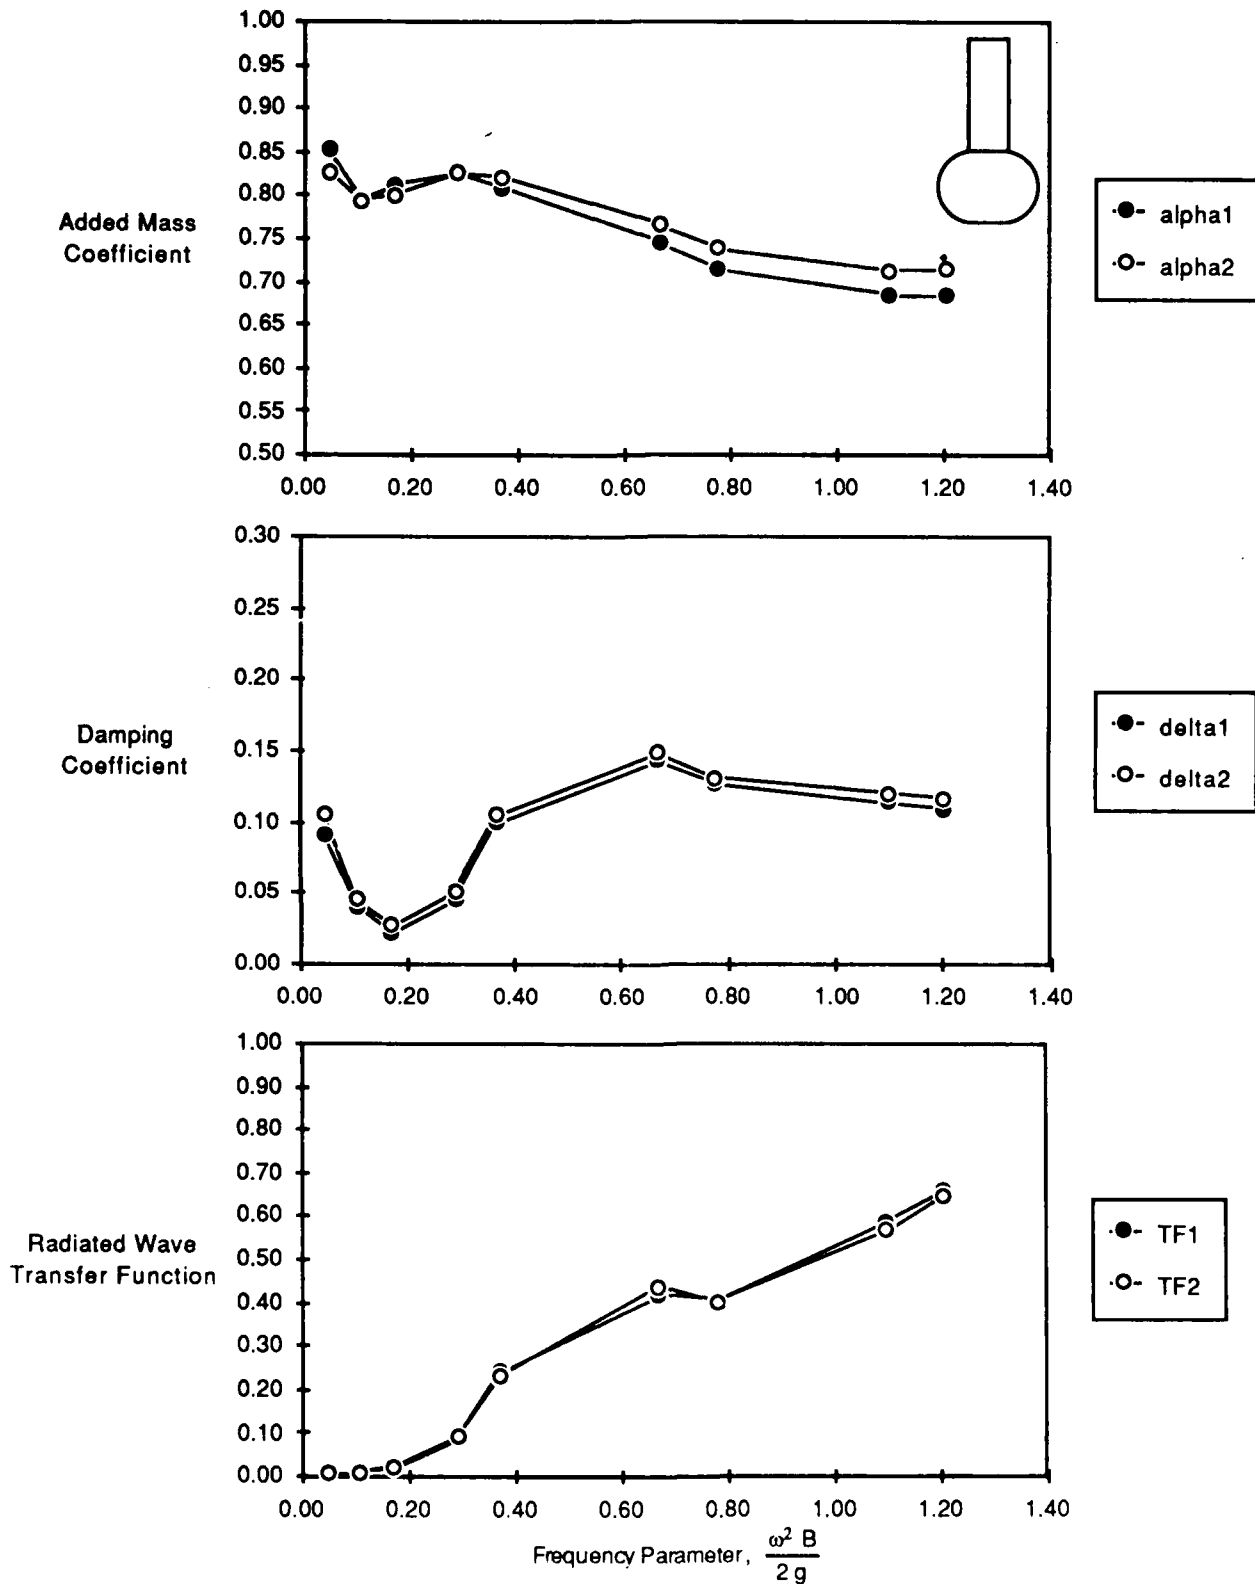 1.00
0.95
0.90
0.85
0.80
0.75
0.70
0.65
0.60
0.55
0.50
Added Mass
Coefficient
0.00 0.20 0.40 0.60 0.80 1.00 1.20 1.40
alpha1
alpha2
0.30
0.25
0.20
0.15
0.10
0.05
0.00
Damping
Coefficient
0.00 0.20 0.40 0.60 0.80 1.00 1.20 1.40
delta1
delta2
1.00
0.90
0.80
0.70
0.60
0.50
0.40
0.30
0.20
0.10
0.00
Radiated Wave
Transfer Function
0.00 0.20 0.40 0.60 0.80 1.00 1.20 1.40
TF1
TF2
Frequency Parameter, ω² B
2 g